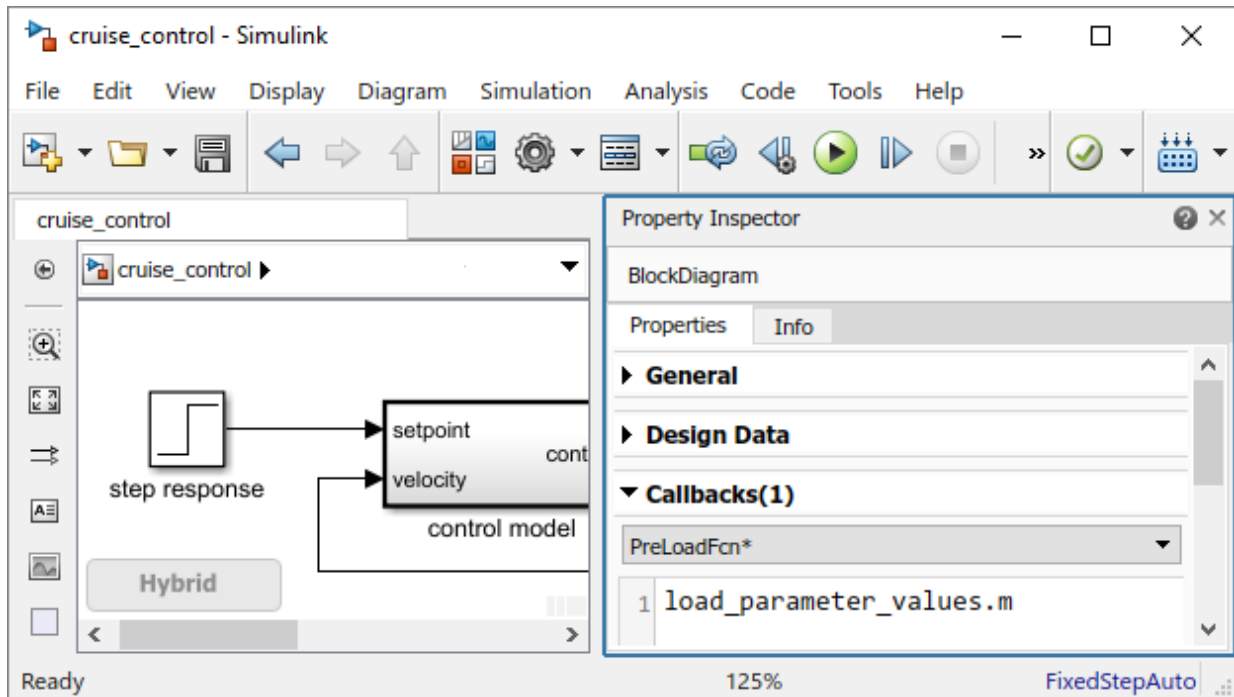 cruise_control - Simulink
File Edit View Display Diagram Simulation Analysis Code Tools Help
cruise_control
cruise_control
step response
setpoint
velocity
cont
control model
Hybrid
Property Inspector
BlockDiagram
Properties Info
General
Design Data
Callbacks(1)
PreLoadFcn*
1 load_parameter_values.m
Ready 125% FixedStepAuto